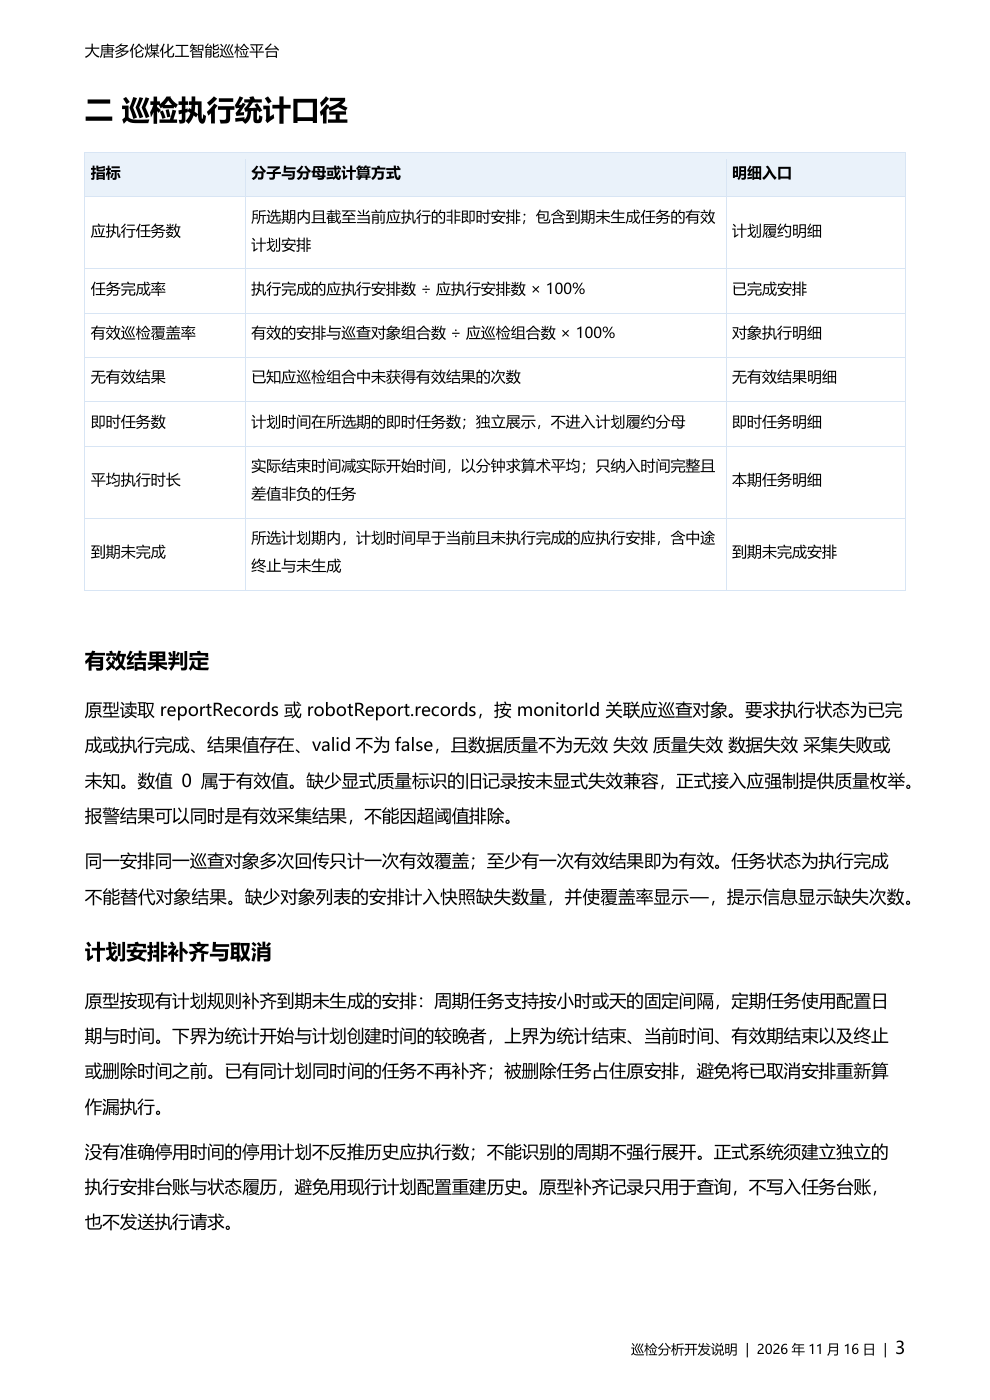 大唐多伦煤化工智能巡检平台
二 巡检执行统计口径
指标 分子与分母或计算方式 明细入口
应执行任务数 所选期内且截至当前应执行的非即时安排；包含到期未生成任务的有效 计划履约明细
计划安排
任务完成率 执行完成的应执行安排数 ÷ 应执行安排数 × 100% 已完成安排
有效巡检覆盖率 有效的安排与巡查对象组合数 ÷ 应巡检组合数 × 100% 对象执行明细
无有效结果 已知应巡检组合中未获得有效结果的次数 无有效结果明细
即时任务数 计划时间在所选期的即时任务数；独立展示，不进入计划履约分母 即时任务明细
平均执行时长 实际结束时间减实际开始时间，以分钟求算术平均；只纳入时间完整且 本期任务明细
差值非负的任务
到期未完成 所选计划期内，计划时间早于当前且未执行完成的应执行安排，含中途 到期未完成安排
终止与未生成
有效结果判定
原型读取 reportRecords 或 robotReport.records，按 monitorId 关联应巡查对象。要求执行状态为已完
成或执行完成、结果值存在、valid 不为 false，且数据质量不为无效 失效 质量失效 数据失效 采集失败或
未知。数值 0 属于有效值。缺少显式质量标识的旧记录按未显式失效兼容，正式接入应强制提供质量枚举。
报警结果可以同时是有效采集结果，不能因超阈值排除。
同一安排同一巡查对象多次回传只计一次有效覆盖；至少有一次有效结果即为有效。任务状态为执行完成
不能替代对象结果。缺少对象列表的安排计入快照缺失数量，并使覆盖率显示—，提示信息显示缺失次数。
计划安排补齐与取消
原型按现有计划规则补齐到期未生成的安排：周期任务支持按小时或天的固定间隔，定期任务使用配置日
期与时间。下界为统计开始与计划创建时间的较晚者，上界为统计结束、当前时间、有效期结束以及终止
或删除时间之前。已有同计划同时间的任务不再补齐；被删除任务占住原安排，避免将已取消安排重新算
作漏执行。
没有准确停用时间的停用计划不反推历史应执行数；不能识别的周期不强行展开。正式系统须建立独立的
执行安排台账与状态履历，避免用现行计划配置重建历史。原型补齐记录只用于查询，不写入任务台账，
也不发送执行请求。
巡检分析开发说明 | 2026 年 11 月 16 日 | 3